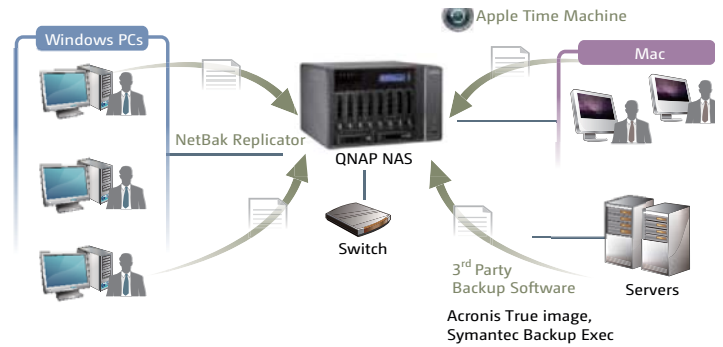 Apple Time Machine
Windows PCs
Mac
NetBak Replicator
QNAP NAS
Switch
3rd Party
Backup Software
Servers
Acronis True image,
Symantec Backup Exec